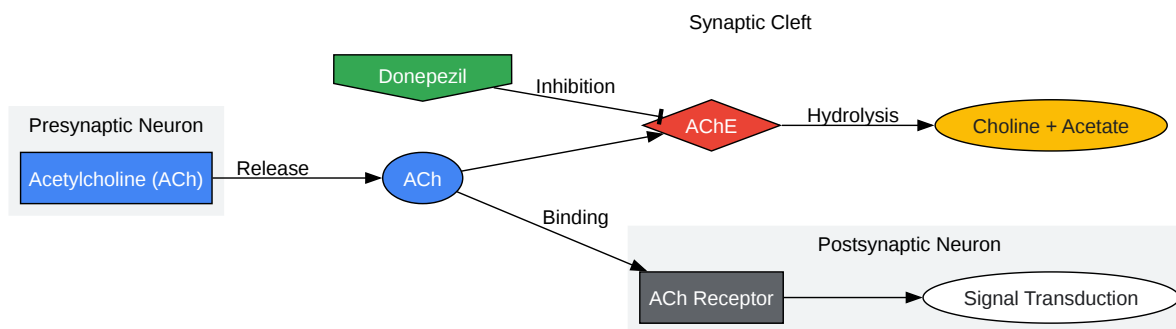 Synaptic Cleft
Donepezil
Inhibition
Presynaptic Neuron
AChE
Hydrolysis
Choline + Acetate
Acetylcholine (ACh)
Release
ACh
Binding
Postsynaptic Neuron
ACh Receptor
Signal Transduction